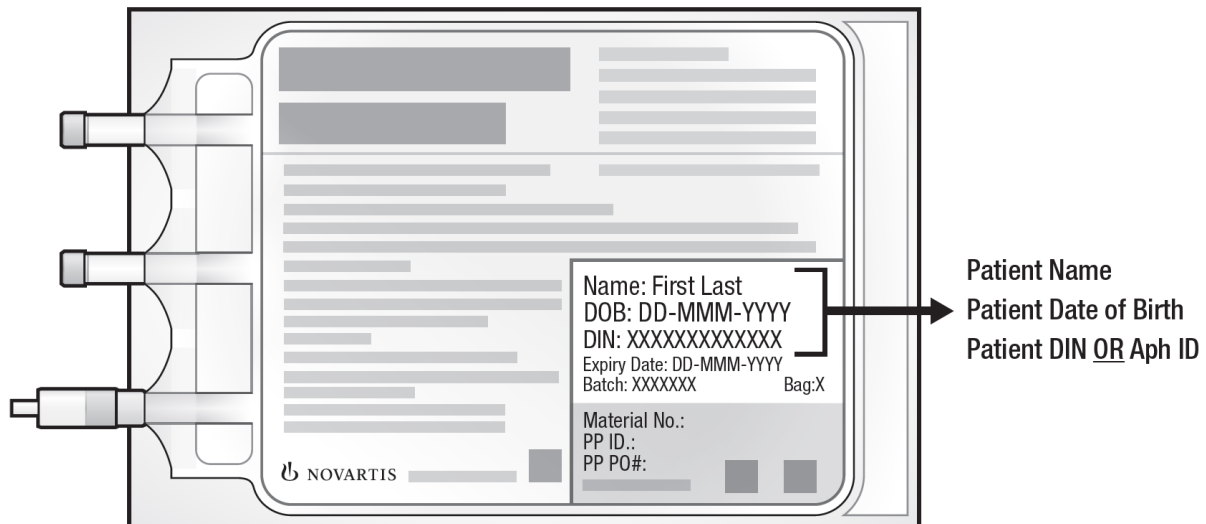 Name: First Last
DOB: DD-MMM-YYYY
DIN: XXXXXXXXXXXXX
Expiry Date: DD-MMM-YYYY
Batch: XXXXXXX Bag:X
Material No.:
PP ID.:
PP PO#:
NOVARTIS
Patient Name
Patient Date of Birth
Patient DIN OR Aph ID